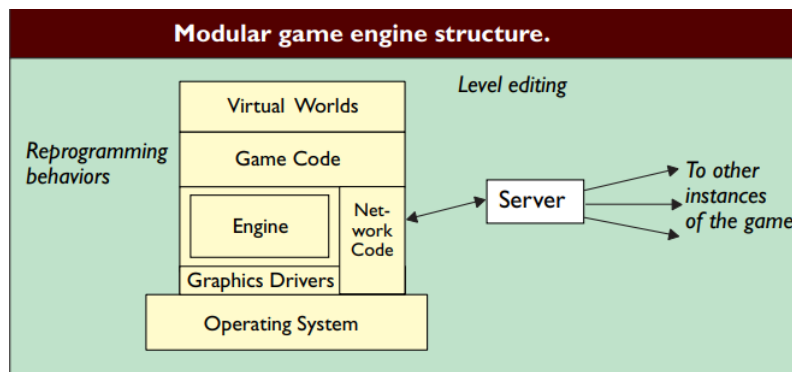 Modular game engine structure.
Level editing
Virtual Worlds
Reprogramming
behaviors
Game Code
To other
instances
of the game
Server
Net-
work
Code
Engine
Graphics Drivers
Operating System